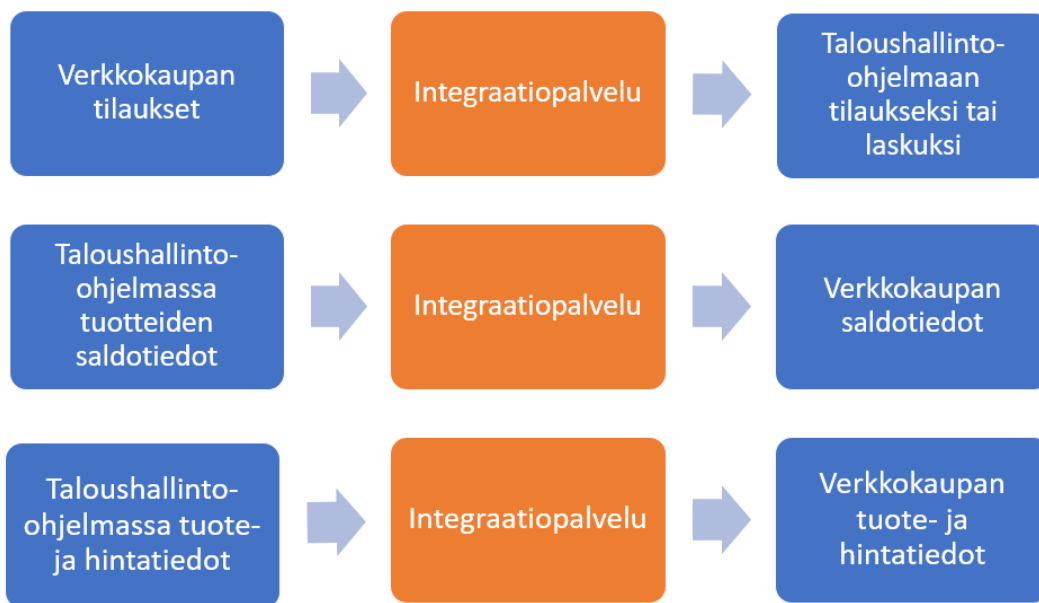 Verkkokaupan
tilaukset
Integraatiopalvelu
Taloushallinto-
ohjelmaan
tilaukseksi tai
laskuksi
Taloushallinto-
ohjelmassa
tuotteiden
saldotiedot
Integraatiopalvelu
Verkkokaupan
saldotiedot
Taloushallinto-
ohjelmassa tuote-
ja hintatiedot
Integraatiopalvelu
Verkkokaupan
tuote- ja
hintatiedot